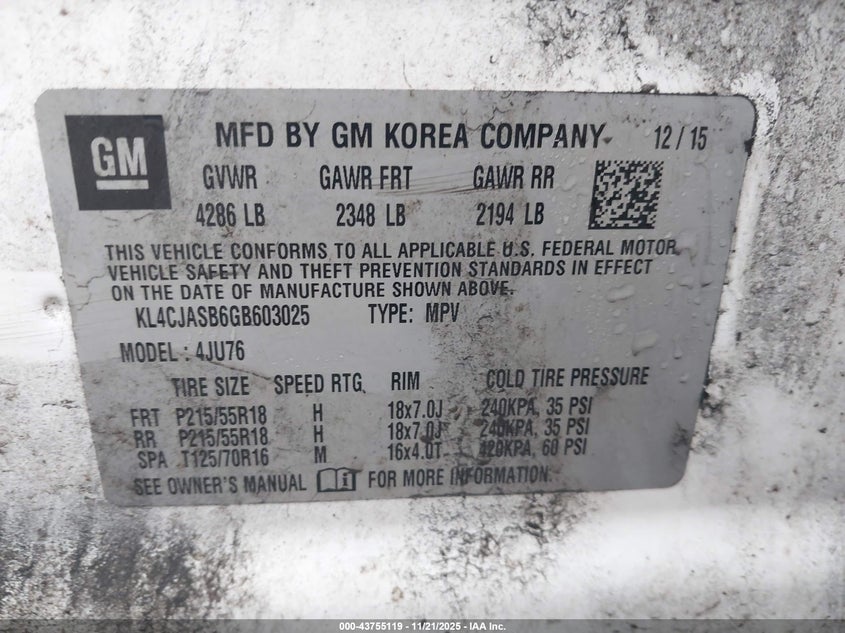 GM
MFD BY GM KOREA COMPANY 12/15
GVWR GAWR FRT GAWR RR
4286 LB 2348 LB 2194 LB
THIS VEHICLE CONFORMS TO ALL APPLICABLE U.S. FEDERAL MOTOR
VEHICLE SAFETY AND THEFT PREVENTION STANDARDS IN EFFECT
ON THE DATE OF MANUFACTURE SHOWN ABOVE.
KL4CJASB6GB603025 TYPE: MPV
MODEL: 4JU76
TIRE SIZE SPEED RTG RIM COLD TIRE PRESSURE
FRT P215/55R18 H 18x7.0J 240KPA, 35 PSI
RR P215/55R18 H 18x7.0J 240KPA, 35 PSI
SPA T125/70R16 M 16x4.0T 420KPA, 60 PSI
SEE OWNER'S MANUAL i FOR MORE INFORMATION.
000-43755119 - 11/21/2025 - IAA Inc.